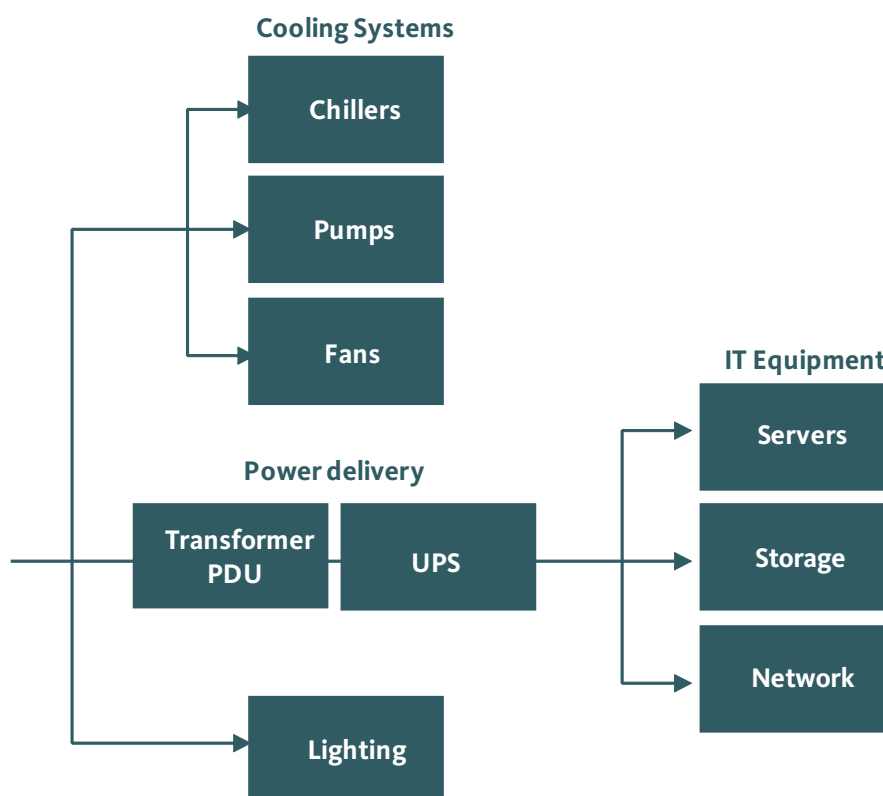 Cooling Systems
Chillers
Pumps
Fans
IT Equipment
Servers
Power delivery
Transformer
PDU
UPS
Storage
Network
Lighting